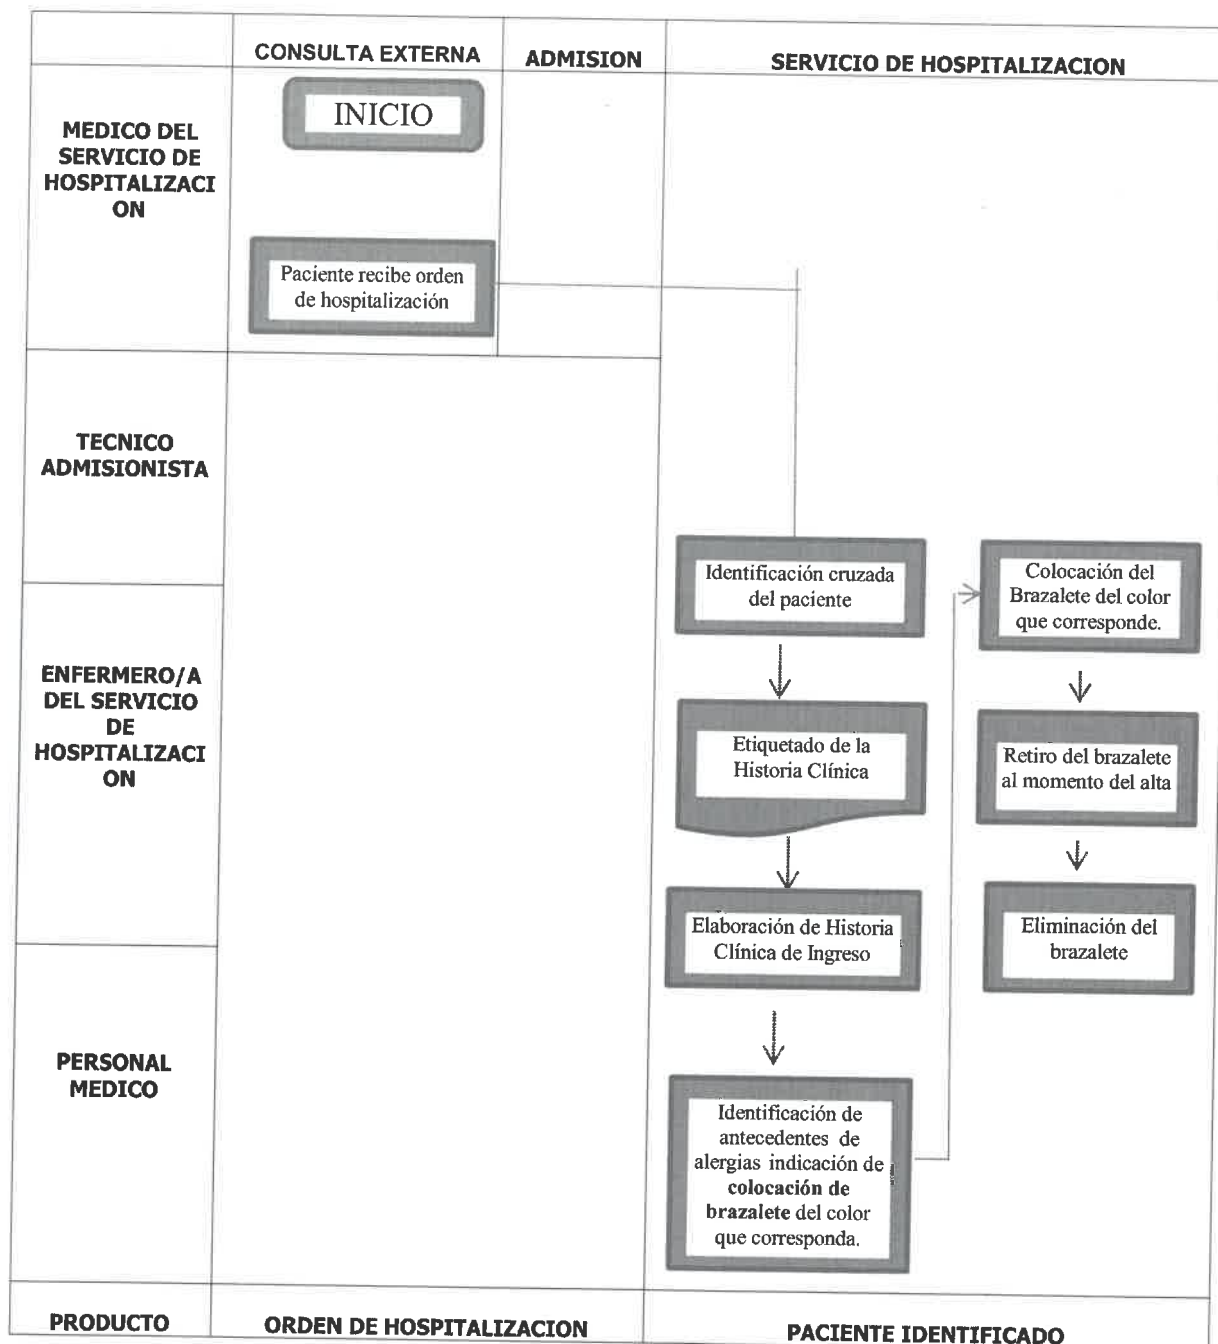 CONSULTA EXTERNA
ADMISION
SERVICIO DE HOSPITALIZACION
MEDICO DEL
SERVICIO DE
HOSPITALIZACI
ON
INICIO
Paciente recibe orden
de hospitalización
TECNICO
ADMISIONISTA
ENFERMERO/A
DEL SERVICIO
DE
HOSPITALIZACI
ON
PERSONAL
MEDICO
Identificación cruzada
del paciente
Etiquetado de la
Historia Clínica
Elaboración de Historia
Clínica de Ingreso
Identificación de
antecedentes de
alergias indicación de
colocación de
brazalete del color
que corresponda.
Colocación del
Brazalete del color
que corresponde.
Retiro del brazalete
al momento del alta
Eliminación del
brazalete
PRODUCTO
ORDEN DE HOSPITALIZACION
PACIENTE IDENTIFICADO